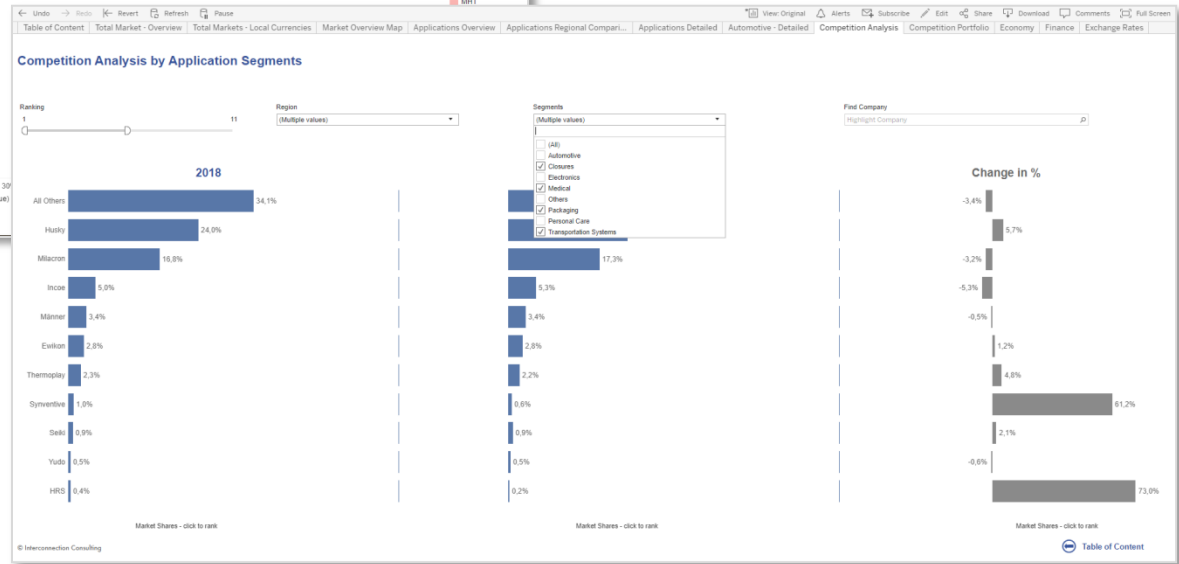 MRT
← Undo → Redo Revert Refresh Pause View: Original Alerts Subscribe Edit Share Download Comments Full Screen
Table of Content Total Market - Overview Total Markets - Local Currencies Market Overview Map Applications Overview Applications Regional Compari... Applications Detailed Automotive - Detailed Competition Analysis Competition Portfolio Economy Finance Exchange Rates
Competition Analysis by Application Segments
Ranking Region Segments Find Company
1 11 (Multiple values) (Multiple values) Highlight Company
(All)
Automotive
Closures
Electronics
Medical
Others
Packaging
Personal Care
Transportation Systems
2018 Change in %
All Others 34,1% -3,4%
Husky 24,0% 5,7%
Milacron 16,8% 17,3% -3,2%
Incoe 5,0% 5,3% -5,3%
Männer 3,4% 3,4% -0,5%
Ewikon 2,8% 2,8% 1,2%
Thermoplay 2,3% 2,2% 4,8%
Synventive 1,0% 0,6% 61,2%
Seiki 0,9% 0,9% 2,1%
Yudo 0,5% 0,5% -0,6%
HRS 0,4% 0,2% 73,0%
Market Shares - click to rank Market Shares - click to rank Market Shares - click to rank
© Interconnection Consulting Table of Content